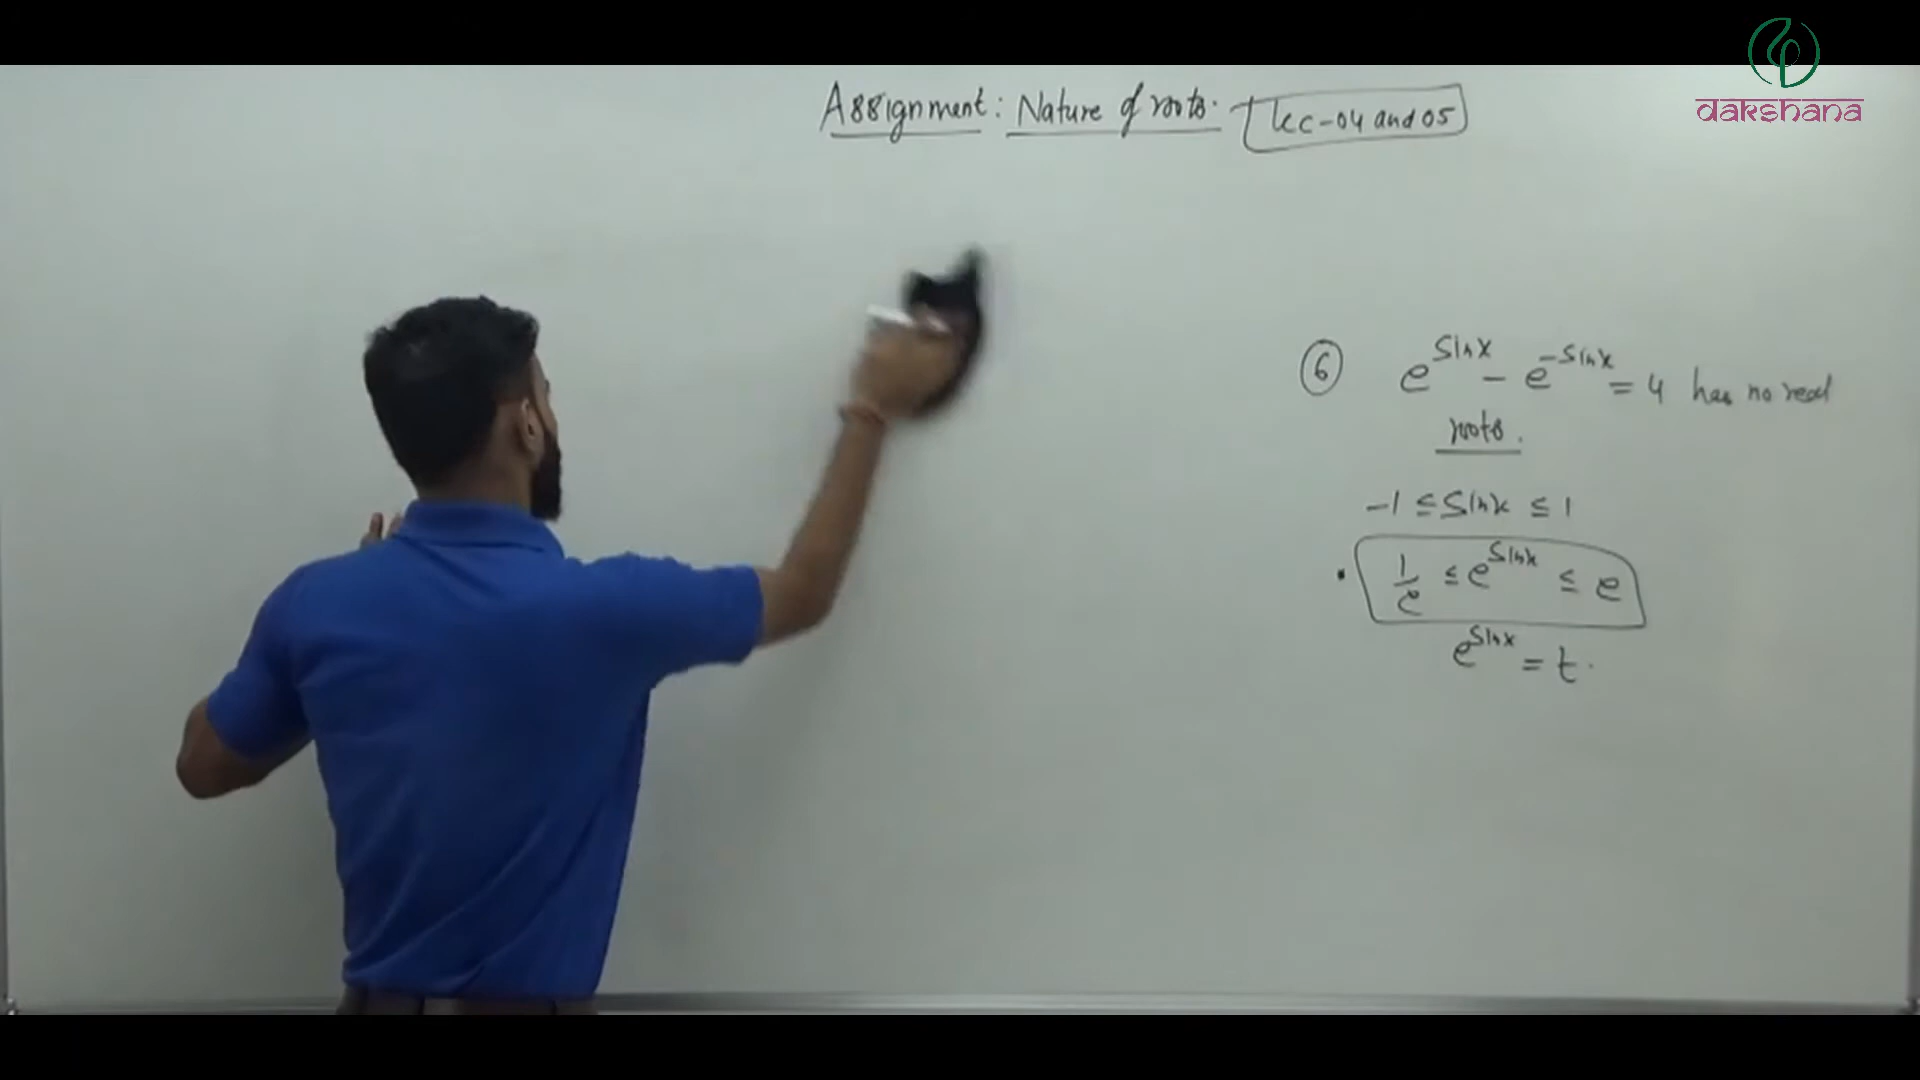 dakshana
Assignment: Nature of roots. Lec-04 and 05
6 e^sinx - e^-sinx = 4 has no real
roots.
-1 ≤ sinx ≤ 1
1/e ≤ e^sinx ≤ e
e^sinx = t.